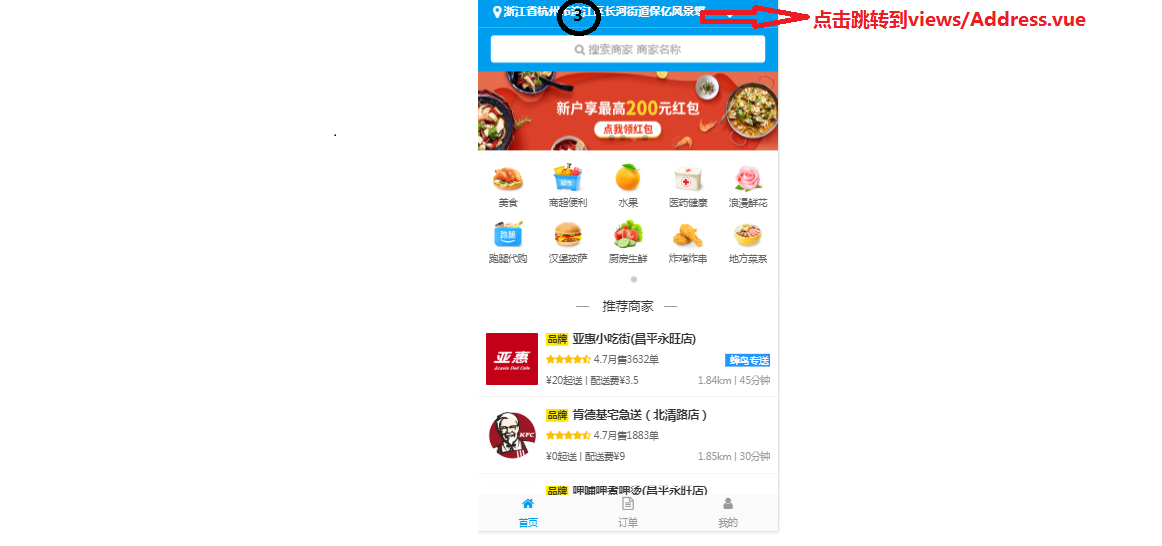 浙江省杭州市滨江区长河街道保亿风景
3
点击跳转到views/Address.vue
搜索商家 商家名称
新户享最高200元红包
点我领红包
超市
美食 商超便利 水果 医药健康 浪漫鲜花
跑腿
跑腿代购 汉堡披萨 厨房生鲜 炸鸡炸串 地方菜系
推荐商家
亚惠
品牌 亚惠小吃街(昌平永旺店)
4.7月售3632单 蜂鸟专送
¥20起送 | 配送费¥3.5 1.84km | 45分钟
品牌 肯德基宅急送（北清路店）
KFC
4.7月售1883单
¥0起送 | 配送费¥9 1.85km | 30分钟
品牌 呷哺呷煮呷烫(昌平永旺店)
首页 订单 我的